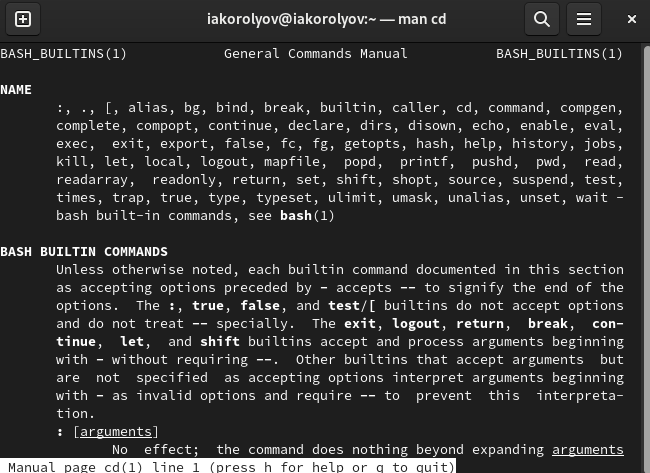 iakorolyov@iakorolyov:~ — man cd
BASH_BUILTINS(1) General Commands Manual BASH_BUILTINS(1)
NAME
:, ., [, alias, bg, bind, break, builtin, caller, cd, command, compgen,
complete, compopt, continue, declare, dirs, disown, echo, enable, eval,
exec, exit, export, false, fc, fg, getopts, hash, help, history, jobs,
kill, let, local, logout, mapfile, popd, printf, pushd, pwd, read,
readarray, readonly, return, set, shift, shopt, source, suspend, test,
times, trap, true, type, typeset, ulimit, umask, unalias, unset, wait -
bash built-in commands, see bash(1)
BASH BUILTIN COMMANDS
Unless otherwise noted, each builtin command documented in this section
as accepting options preceded by - accepts -- to signify the end of the
options. The :, true, false, and test/[ builtins do not accept options
and do not treat -- specially. The exit, logout, return, break, con-
tinue, let, and shift builtins accept and process arguments beginning
with - without requiring --. Other builtins that accept arguments but
are not specified as accepting options interpret arguments beginning
with - as invalid options and require -- to prevent this interpreta-
tion.
: [arguments]
No effect; the command does nothing beyond expanding arguments
Manual page cd(1) line 1 (press h for help or q to quit)